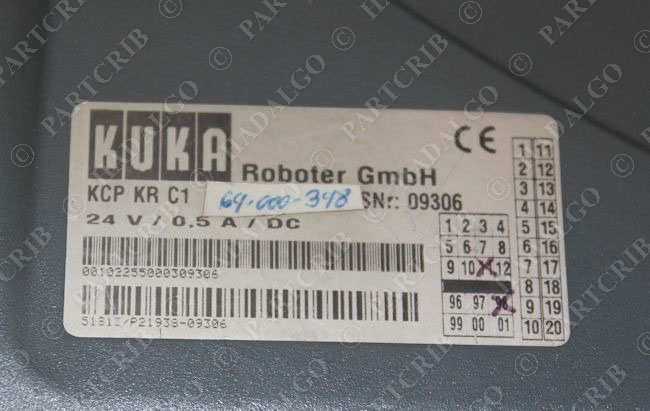 KUKA Roboter GmbH CE
KCP KR C1 69-000-348 SNr: 09306
24 V / 0,5 A / DC
00102255000309306
51813/P21938-09306
1 2 3 4
5 6 7 8
9 10 11 12
96 97 98
99 00 01
1 11
2 12
3 13
4 14
5 15
6 16
7 17
8 18
9 19
10 20
PARTCRIB © HADALGO